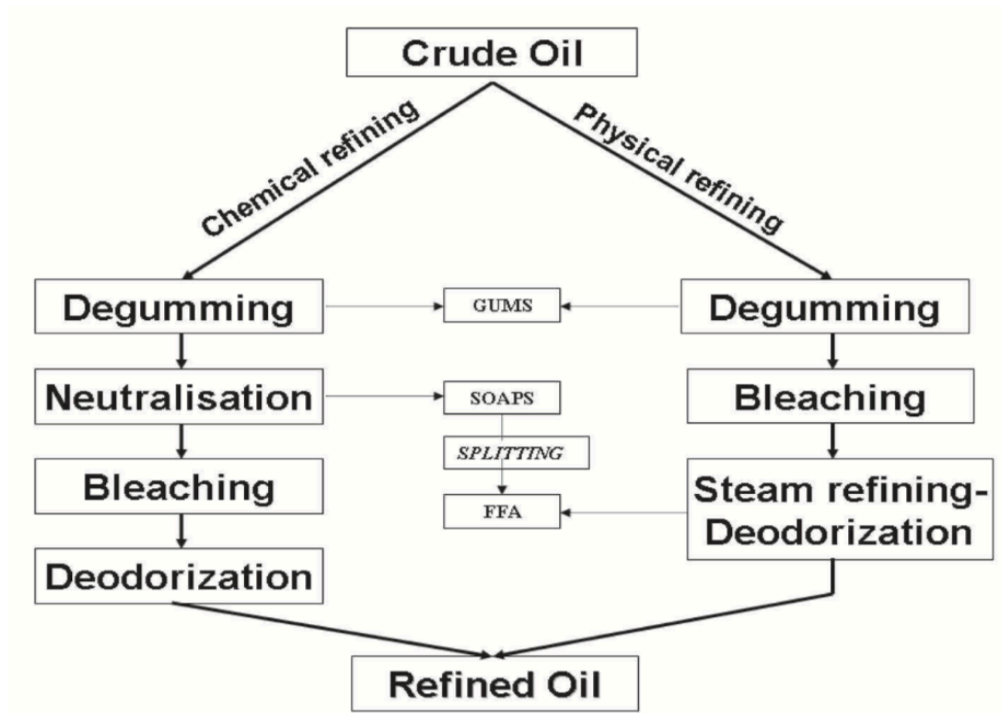 Crude Oil
Chemical refining
Physical refining
Degumming
GUMS
Degumming
Neutralisation
SOAPS
Bleaching
SPLITTING
Bleaching
FFA
Steam refining-
Deodorization
Deodorization
Refined Oil